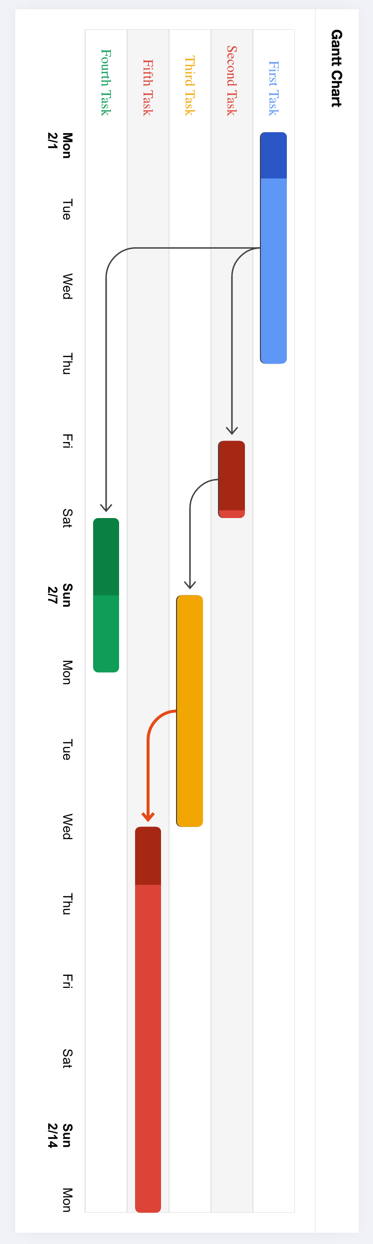 Gantt Chart
First Task
Second Task
Third Task
Fifth Task
Fourth Task
Mon
2/1
Tue
Wed
Thu
Fri
Sat
Sun
2/7
Mon
Tue
Wed
Thu
Fri
Sat
Sun
2/14
Mon